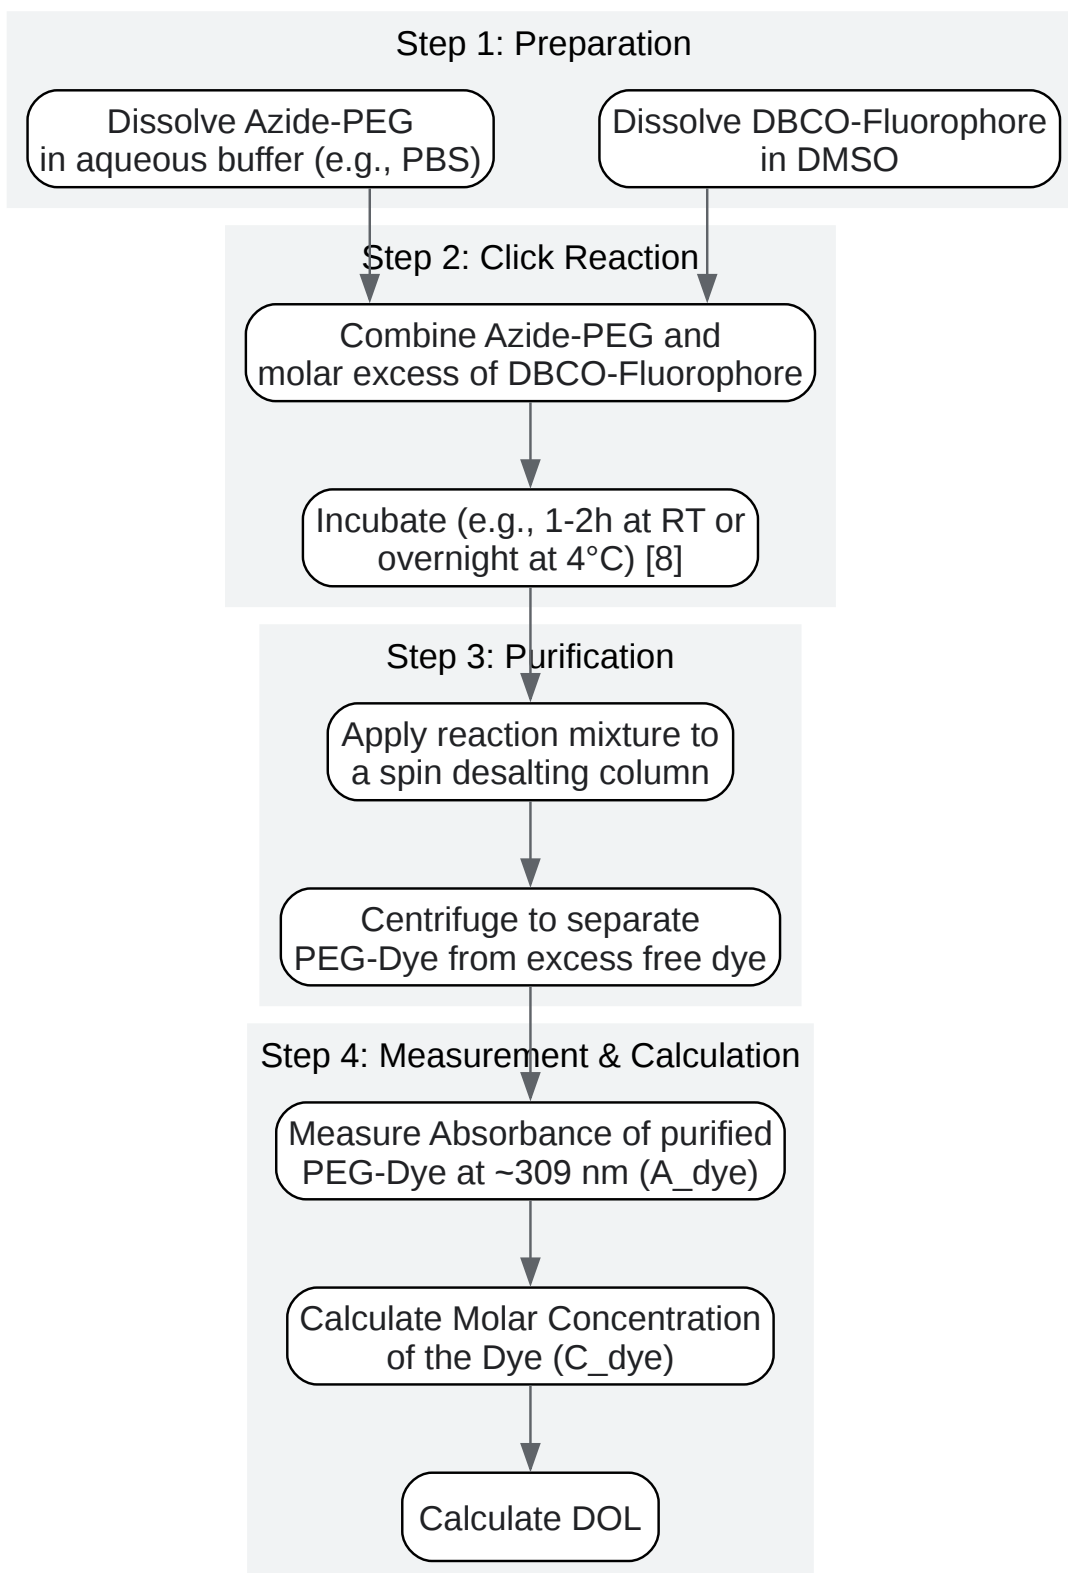 Step 1: Preparation
Dissolve Azide-PEG
in aqueous buffer (e.g., PBS)
Dissolve DBCO-Fluorophore
in DMSO
Step 2: Click Reaction
Combine Azide-PEG and
molar excess of DBCO-Fluorophore
Incubate (e.g., 1-2h at RT or
overnight at 4°C) [8]
Step 3: Purification
Apply reaction mixture to
a spin desalting column
Centrifuge to separate
PEG-Dye from excess free dye
Step 4: Measurement & Calculation
Measure Absorbance of purified
PEG-Dye at ~309 nm (A_dye)
Calculate Molar Concentration
of the Dye (C_dye)
Calculate DOL